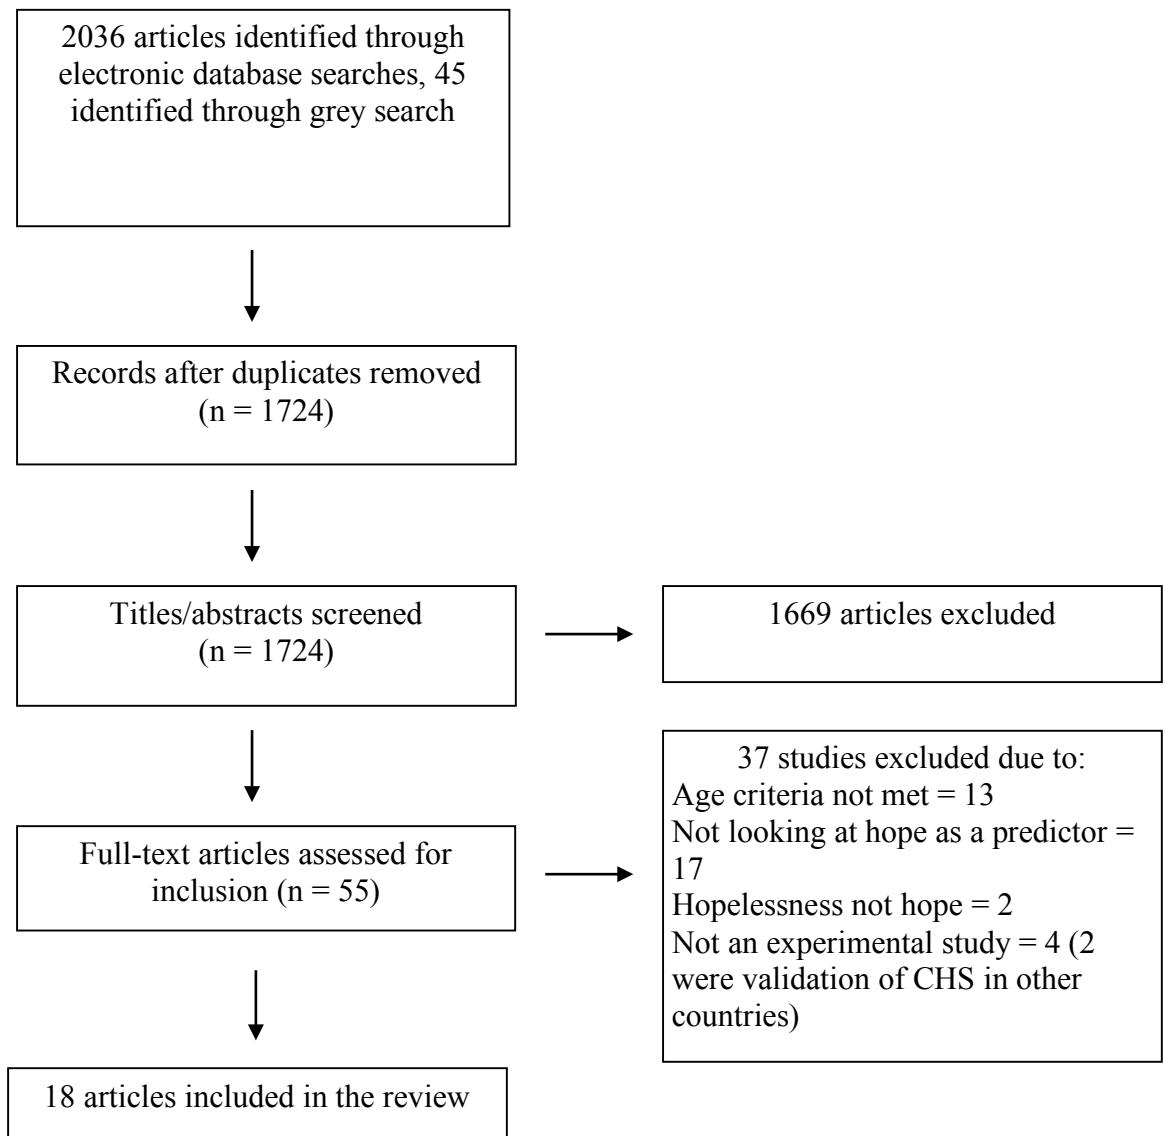 2036 articles identified through
electronic database searches, 45
identified through grey search
Records after duplicates removed
(n = 1724)
Titles/abstracts screened
(n = 1724)
1669 articles excluded
Full-text articles assessed for
inclusion (n = 55)
37 studies excluded due to:
Age criteria not met = 13
Not looking at hope as a predictor =
17
Hopelessness not hope = 2
Not an experimental study = 4 (2
were validation of CHS in other
countries)
18 articles included in the review